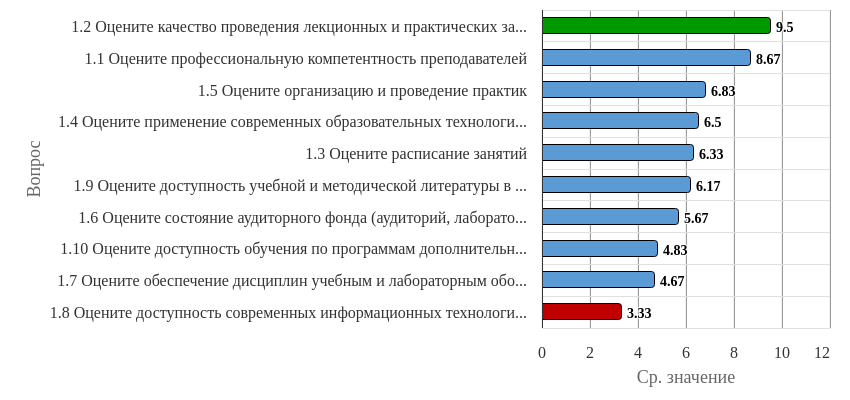 1.2 Оцените качество проведения лекционных и практических за... 9.5
1.1 Оцените профессиональную компетентность преподавателей 8.67
1.5 Оцените организацию и проведение практик 6.83
1.4 Оцените применение современных образовательных технологи... 6.5
1.3 Оцените расписание занятий 6.33
1.9 Оцените доступность учебной и методической литературы в ... 6.17
1.6 Оцените состояние аудиторного фонда (аудиторий, лаборато... 5.67
1.10 Оцените доступность обучения по программам дополнительн... 4.83
1.7 Оцените обеспечение дисциплин учебным и лабораторным обо... 4.67
1.8 Оцените доступность современных информационных технологи... 3.33
Вопрос
0 2 4 6 8 10 12
Ср. значение